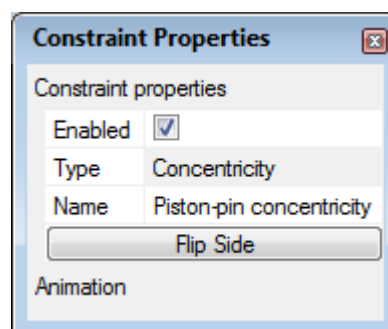 Constraint Properties
Constraint properties
Enabled
Type Concentricity
Name Piston-pin concentricity
Flip Side
Animation